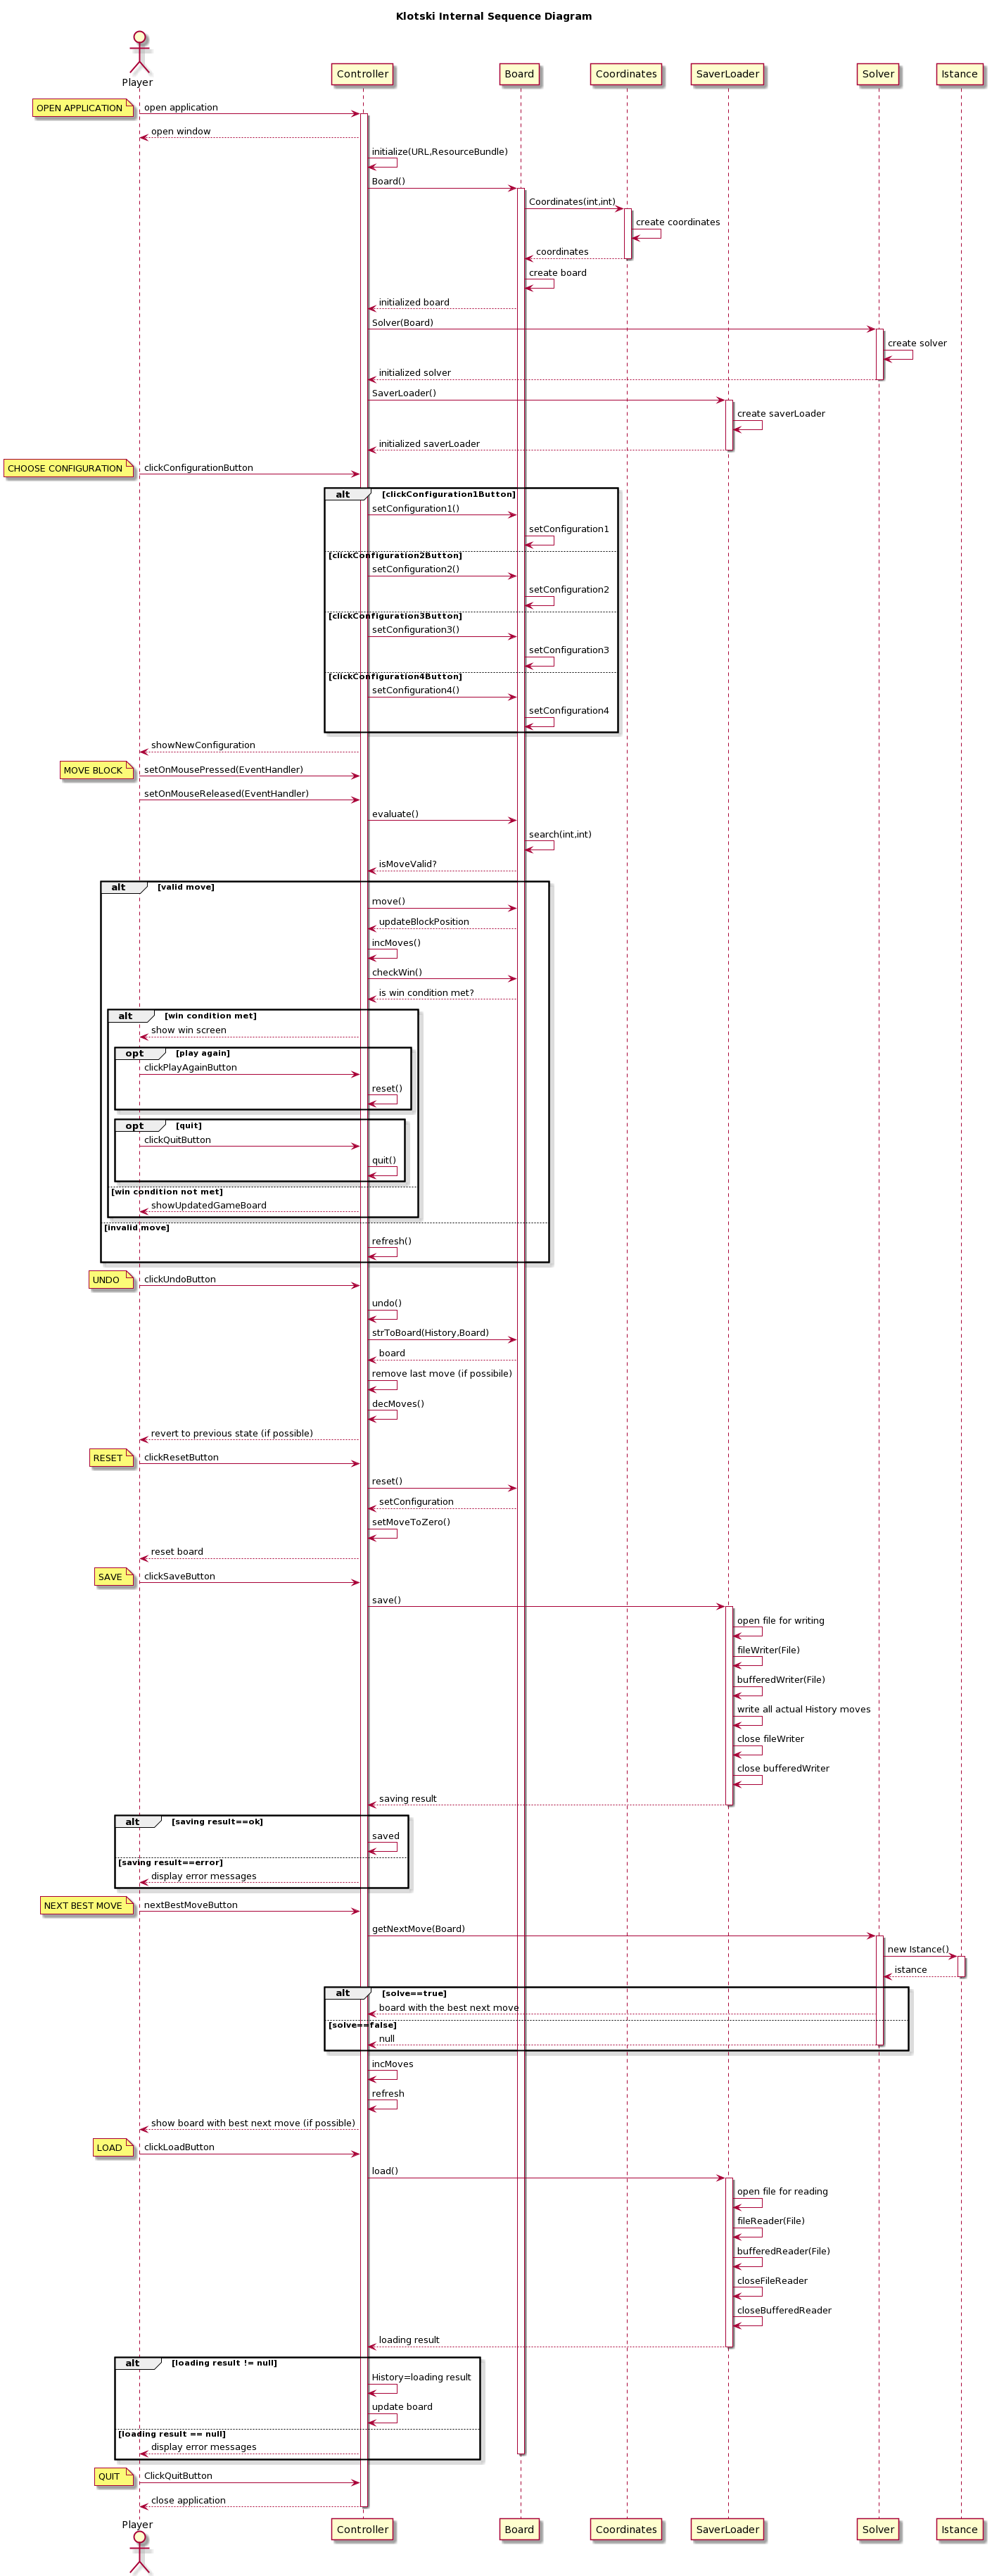 Klotski Internal Sequence Diagram
Player
Controller
Board
Coordinates
SaverLoader
Solver
Istance
OPEN APPLICATION
open application
open window
initialize(URL,ResourceBundle)
Board()
Coordinates(int,int)
create coordinates
coordinates
create board
initialized board
Solver(Board)
create solver
initialized solver
SaverLoader()
create saverLoader
initialized saverLoader
CHOOSE CONFIGURATION
clickConfigurationButton
alt
[clickConfiguration1Button]
setConfiguration1()
setConfiguration1
[clickConfiguration2Button]
setConfiguration2()
setConfiguration2
[clickConfiguration3Button]
setConfiguration3()
setConfiguration3
[clickConfiguration4Button]
setConfiguration4()
setConfiguration4
showNewConfiguration
MOVE BLOCK
setOnMousePressed(EventHandler)
setOnMouseReleased(EventHandler)
evaluate()
search(int,int)
isMoveValid?
alt
[valid move]
move()
updateBlockPosition
incMoves()
checkWin()
is win condition met?
alt
[win condition met]
show win screen
opt
[play again]
clickPlayAgainButton
reset()
opt
[quit]
clickQuitButton
quit()
[win condition not met]
showUpdatedGameBoard
[invalid move]
refresh()
UNDO
clickUndoButton
undo()
strToBoard(History,Board)
board
remove last move (if possibile)
decMoves()
revert to previous state (if possible)
RESET
clickResetButton
reset()
setConfiguration
setMoveToZero()
reset board
SAVE
clickSaveButton
save()
open file for writing
fileWriter(File)
bufferedWriter(File)
write all actual History moves
close fileWriter
close bufferedWriter
saving result
alt
[saving result==ok]
saved
[saving result==error]
display error messages
NEXT BEST MOVE
nextBestMoveButton
getNextMove(Board)
new Istance()
istance
alt
[solve==true]
board with the best next move
[solve==false]
null
incMoves
refresh
show board with best next move (if possible)
LOAD
clickLoadButton
load()
open file for reading
fileReader(File)
bufferedReader(File)
closeFileReader
closeBufferedReader
loading result
alt
[loading result != null]
History=loading result
update board
[loading result == null]
display error messages
QUIT
ClickQuitButton
close application
Player
Controller
Board
Coordinates
SaverLoader
Solver
Istance